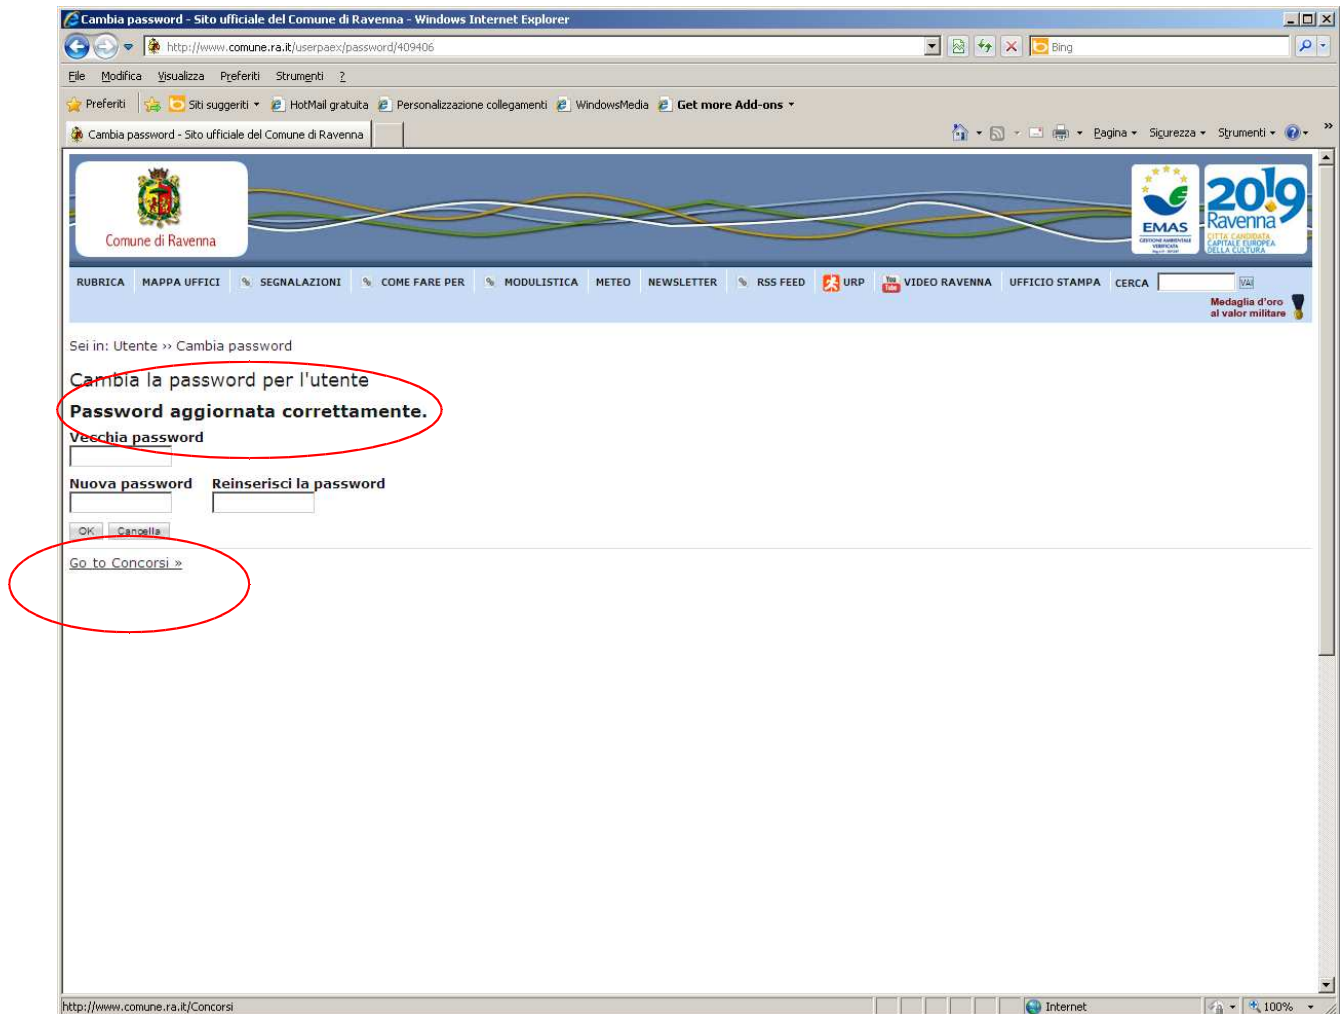 Cambia password - Sito ufficiale del Comune di Ravenna - Windows Internet Explorer
http://www.comune.ra.it/userpaex/password/409406
Bing
File Modifica Visualizza Preferiti Strumenti ?
Preferiti Siti suggeriti HotMail gratuita Personalizzazione collegamenti WindowsMedia Get more Add-ons
Cambia password - Sito ufficiale del Comune di Ravenna
Pagina Sicurezza Strumenti »
Comune di Ravenna
EMAS
GESTIONE AMBIENTALE
VERIFICATA
2019
Ravenna
CITTÀ CANDIDATA
CAPITALE EUROPEA
DELLA CULTURA
RUBRICA MAPPA UFFICI SEGNALAZIONI COME FARE PER MODULISTICA METEO NEWSLETTER RSS FEED URP You Tube VIDEO RAVENNA UFFICIO STAMPA CERCA VAI
Medaglia d'oro
al valor militare
Sei in: Utente ›› Cambia password
Cambia la password per l'utente
Password aggiornata correttamente.
Vecchia password
Nuova password Reinserisci la password
OK Cancella
Go to Concorsi »
http://www.comune.ra.it/Concorsi Internet 100%